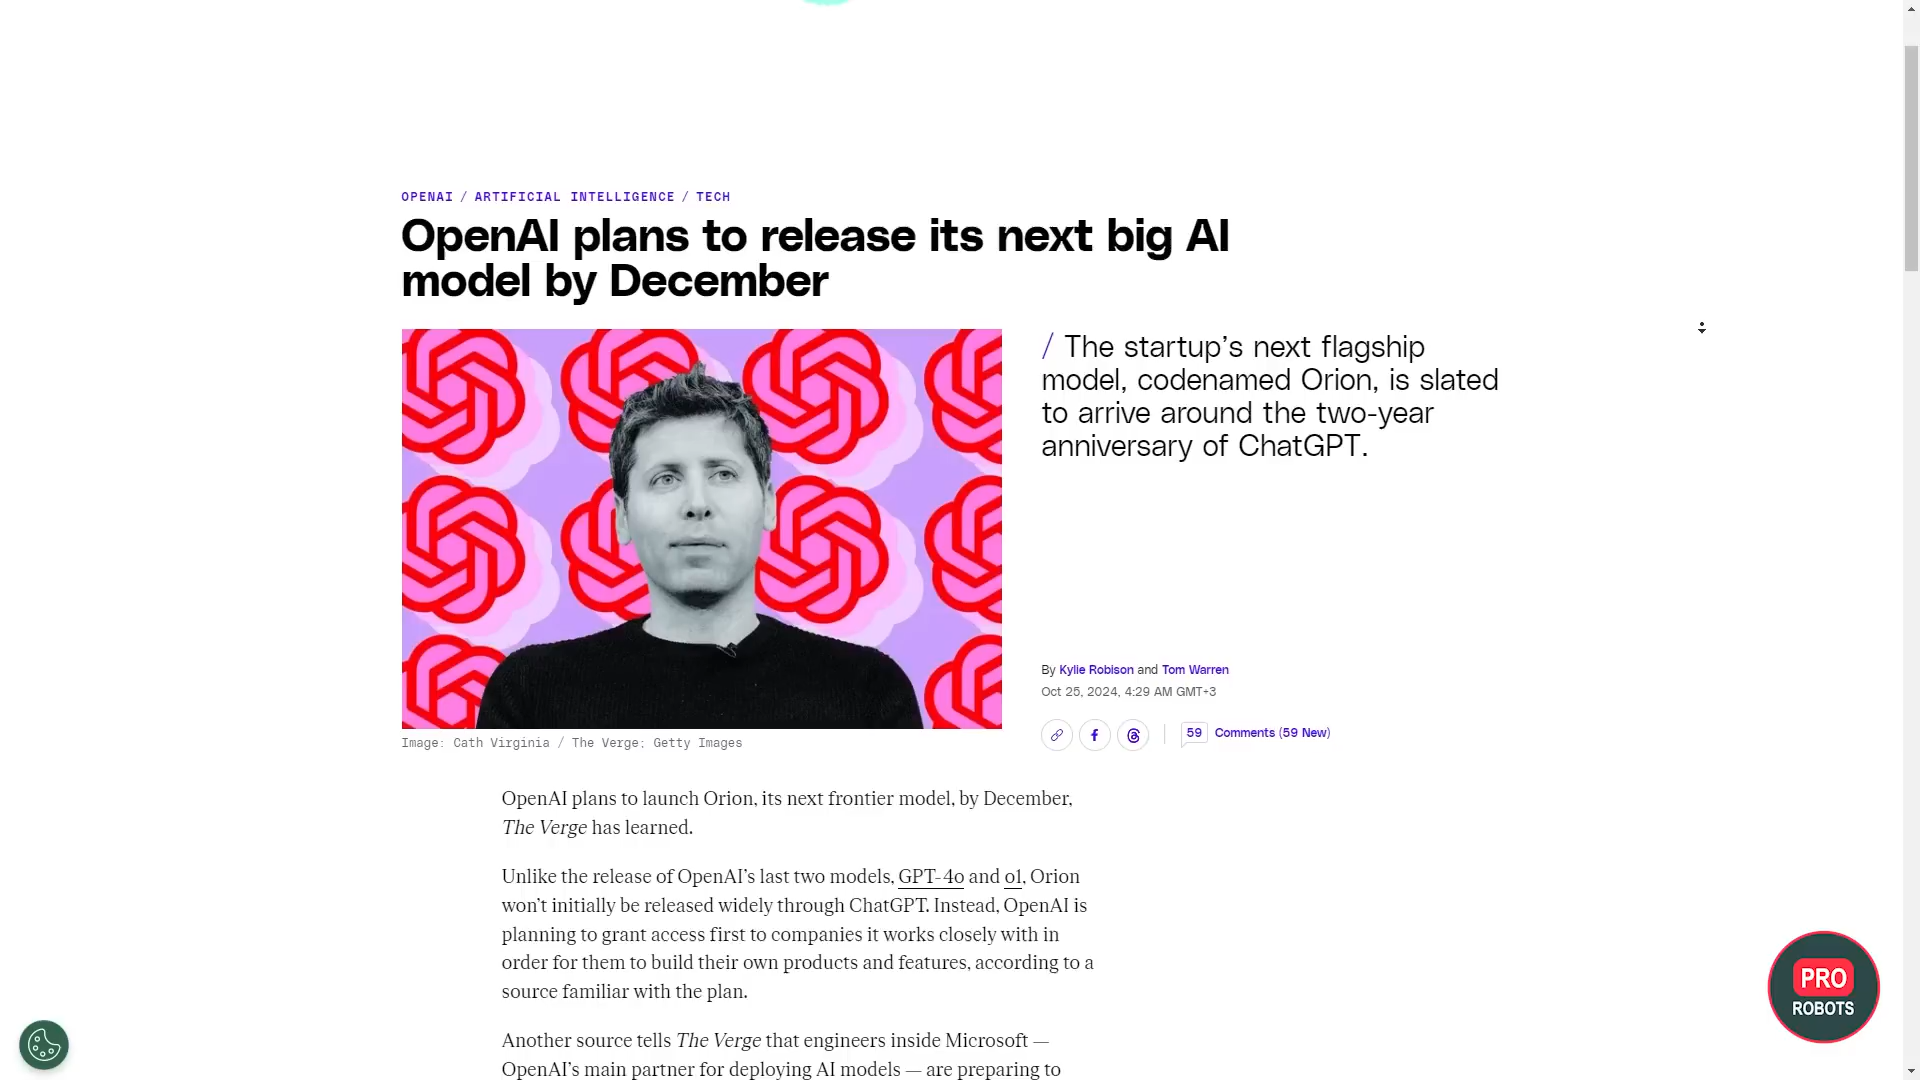 OPENAI / ARTIFICIAL INTELLIGENCE / TECH
OpenAI plans to release its next big AI
model by December
/ The startup’s next flagship
model, codenamed Orion, is slated
to arrive around the two-year
anniversary of ChatGPT.
By Kylie Robison and Tom Warren
Oct 25, 2024, 4:29 AM GMT+3
59 Comments (59 New)
Image: Cath Virginia / The Verge; Getty Images
OpenAI plans to launch Orion, its next frontier model, by December,
The Verge has learned.
Unlike the release of OpenAI’s last two models, GPT-4o and o1, Orion
won’t initially be released widely through ChatGPT. Instead, OpenAI is
planning to grant access first to companies it works closely with in
order for them to build their own products and features, according to a
source familiar with the plan.
Another source tells The Verge that engineers inside Microsoft —
OpenAI’s main partner for deploying AI models — are preparing to
PRO
ROBOTS